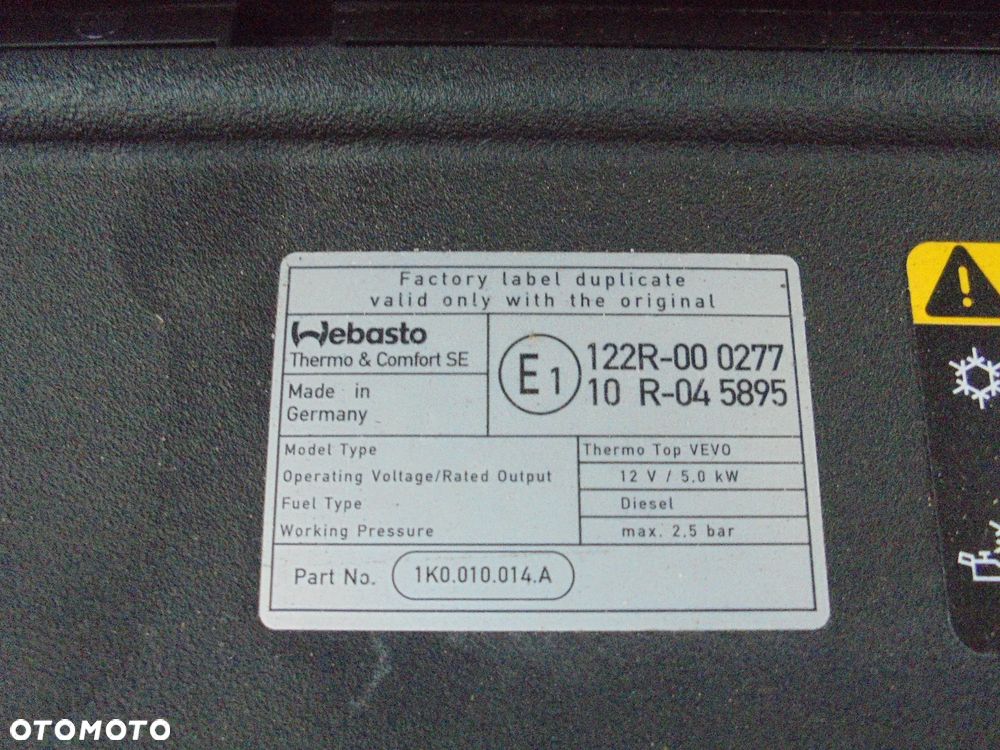 Factory label duplicate
valid only with the original
Webasto
Thermo & Comfort SE
Made in
Germany
E1
122R-00 0277
10 R-04 5895
Model Type Thermo Top VEVO
Operating Voltage/Rated Output 12 V / 5.0 kW
Fuel Type Diesel
Working Pressure max. 2,5 bar
Part No. 1K0.010.014.A
OTOMOTO